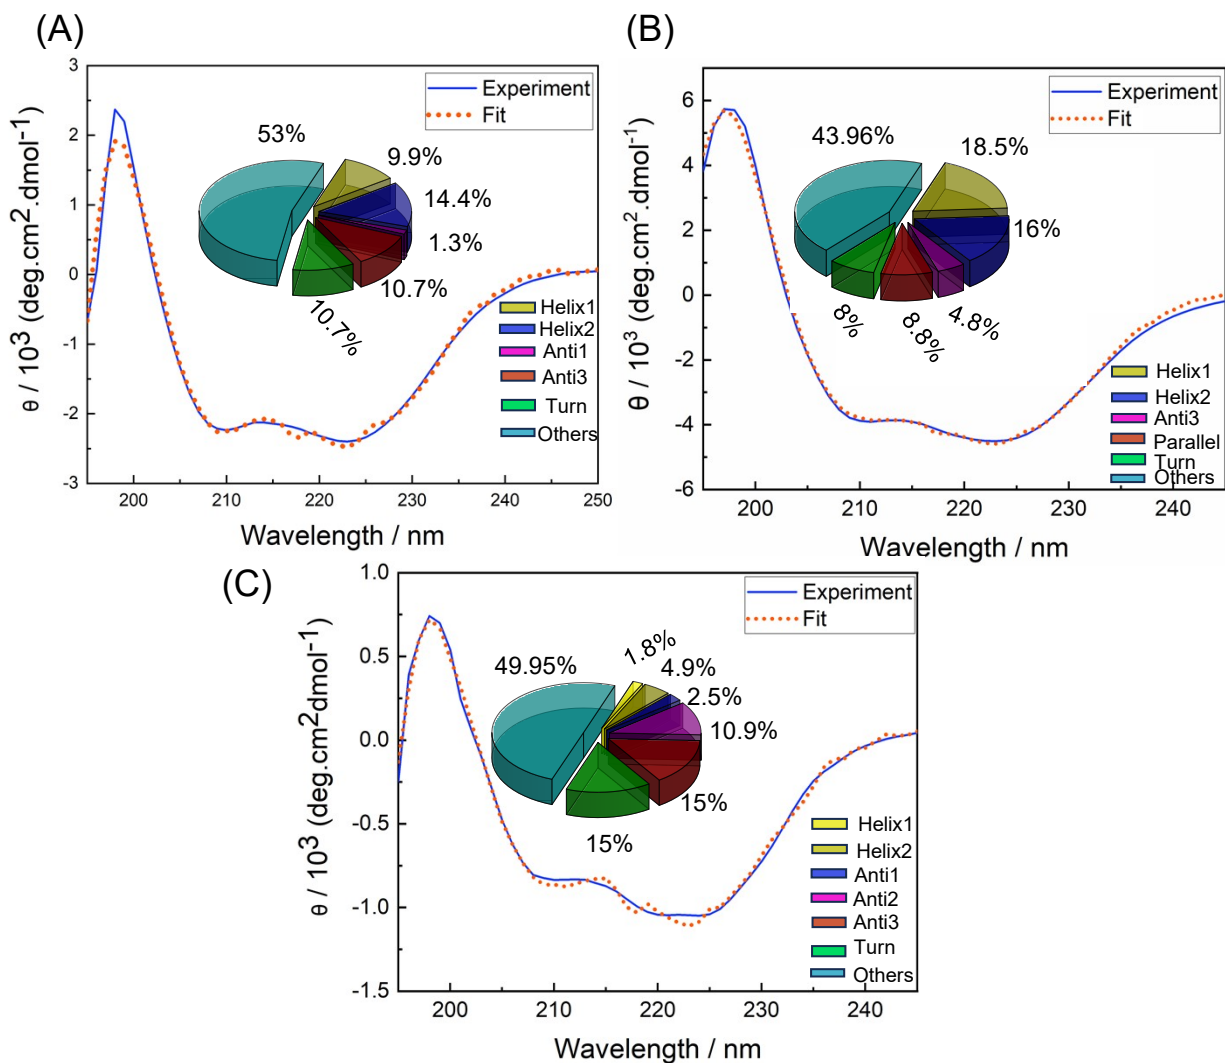 (A)
3
2
1
0
-1
-2
-3
θ / 10³ (deg.cm².dmol⁻¹)
Experiment
Fit
53%
9.9%
14.4%
1.3%
10.7%
10.7%
Helix1
Helix2
Anti1
Anti3
Turn
Others
200
210
220
230
240
250
Wavelength / nm
(B)
6
4
2
0
-2
-4
-6
θ / 10³ (deg.cm².dmol⁻¹)
Experiment
Fit
43.96%
18.5%
16%
4.8%
8.8%
8%
Helix1
Helix2
Anti3
Parallel
Turn
Others
200
210
220
230
240
Wavelength / nm
(C)
1.0
0.5
0.0
-0.5
-1.0
-1.5
θ / 10³ (deg.cm²dmol⁻¹)
Experiment
Fit
49.95%
1.8%
4.9%
2.5%
10.9%
15%
15%
Helix1
Helix2
Anti1
Anti2
Anti3
Turn
Others
200
210
220
230
240
Wavelength / nm